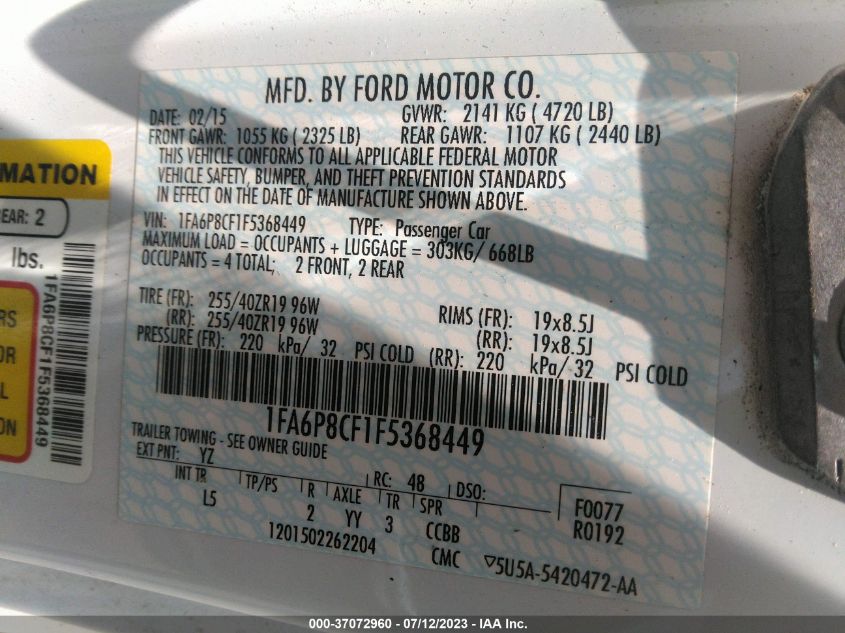 MFD. BY FORD MOTOR CO.
DATE: 02/15 GVWR: 2141 KG ( 4720 LB)
FRONT GAWR: 1055 KG ( 2325 LB) REAR GAWR: 1107 KG ( 2440 LB)
THIS VEHICLE CONFORMS TO ALL APPLICABLE FEDERAL MOTOR
VEHICLE SAFETY, BUMPER, AND THEFT PREVENTION STANDARDS
IN EFFECT ON THE DATE OF MANUFACTURE SHOWN ABOVE.
VIN: 1FA6P8CF1F5368449 TYPE: Passenger Car
MAXIMUM LOAD = OCCUPANTS + LUGGAGE = 303KG/ 668LB
OCCUPANTS = 4 TOTAL; 2 FRONT, 2 REAR
TIRE (FR): 255/40ZR19 96W RIMS (FR): 19x8.5J
(RR): 255/40ZR19 96W (RR): 19x8.5J
PRESSURE (FR): 220 kPa/ 32 PSI COLD (RR): 220 kPa/ 32 PSI COLD
1FA6P8CF1F5368449
TRAILER TOWING - SEE OWNER GUIDE
EXT PNT: YZ RC: 48 DSO:
INT TR TP/PS R AXLE TR SPR F0077
L5 2 YY 3 CCBB R0192
1201502262204 CMC ▽5U5A-5420472-AA
MATION
EAR: 2
lbs.
1FA6P8CF1F5368449
RS
OR
L
ON
000-37072960 - 07/12/2023 - IAA Inc.